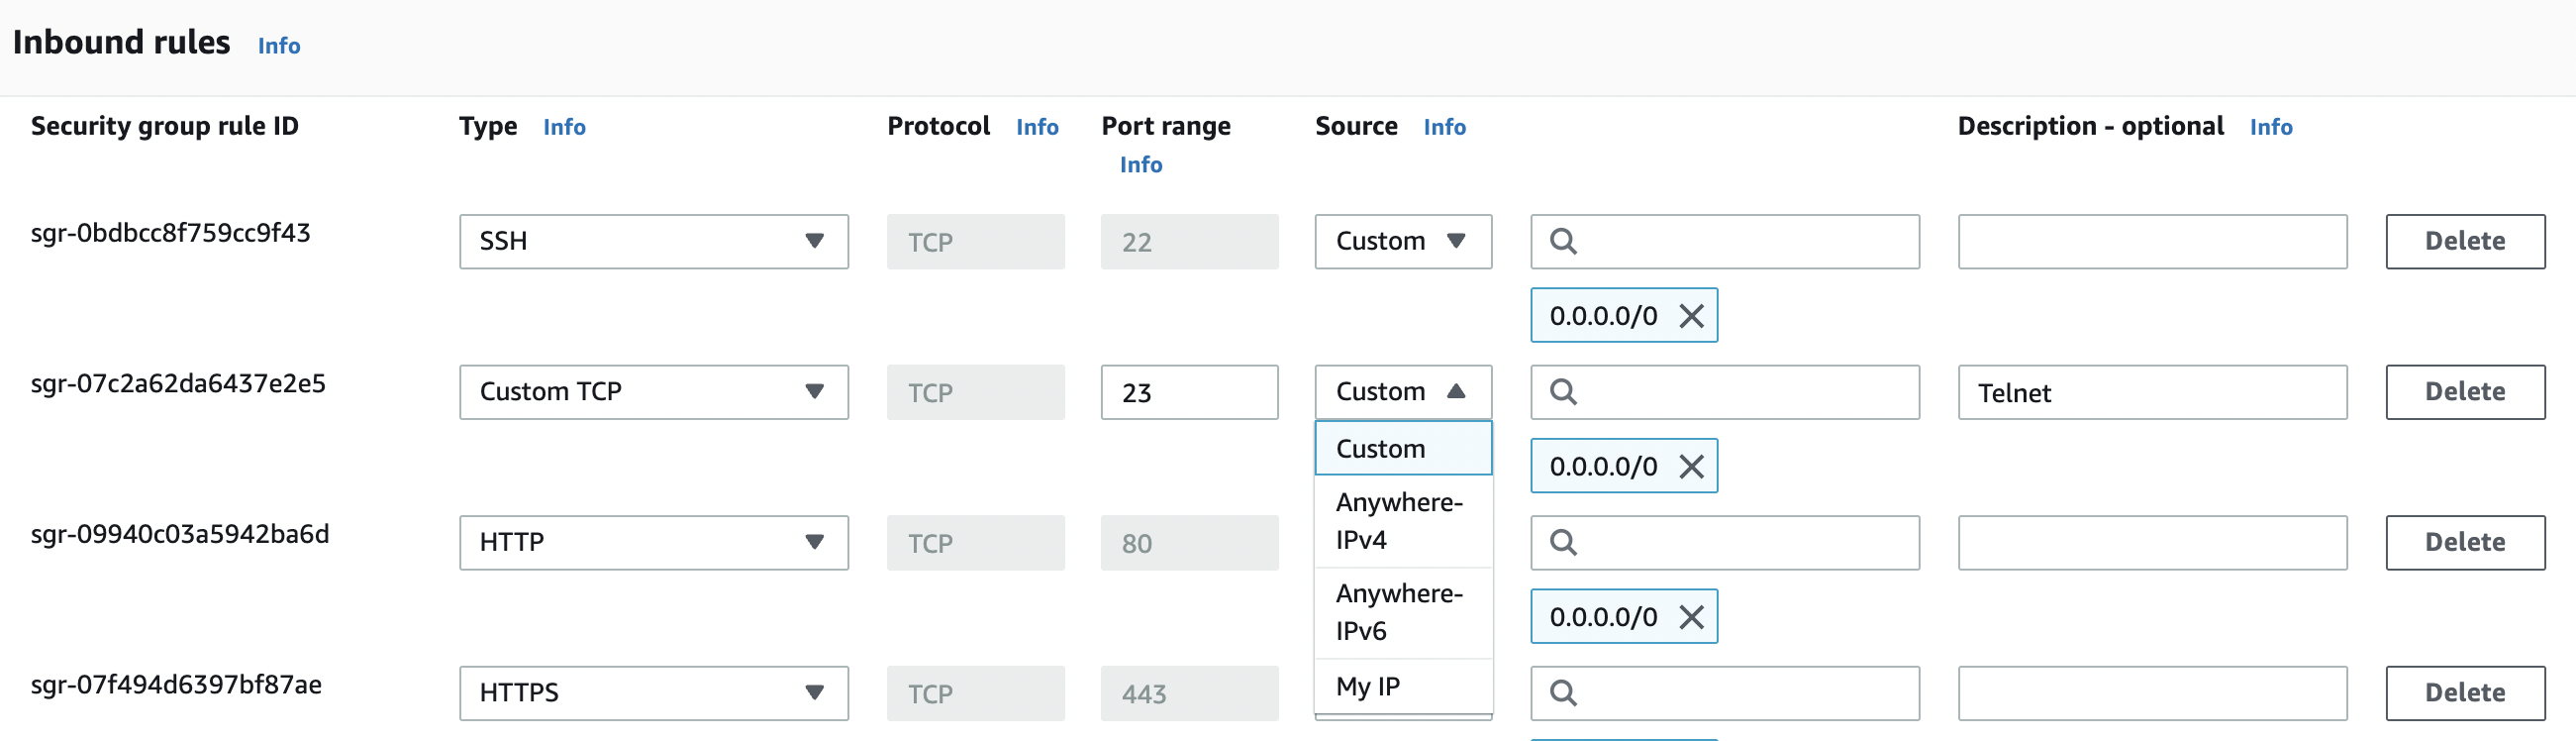 Inbound rules Info
Security group rule ID Type Info Protocol Info Port range Info Source Info Description - optional Info
sgr-0bdbcc8f759cc9f43 SSH TCP 22 Custom Delete
0.0.0.0/0
sgr-07c2a62da6437e2e5 Custom TCP TCP 23 Custom Telnet Delete
Custom 0.0.0.0/0
Anywhere-
IPv4
sgr-09940c03a5942ba6d HTTP TCP 80 Delete
Anywhere-
IPv6
0.0.0.0/0
sgr-07f494d6397bf87ae HTTPS TCP 443 My IP Delete